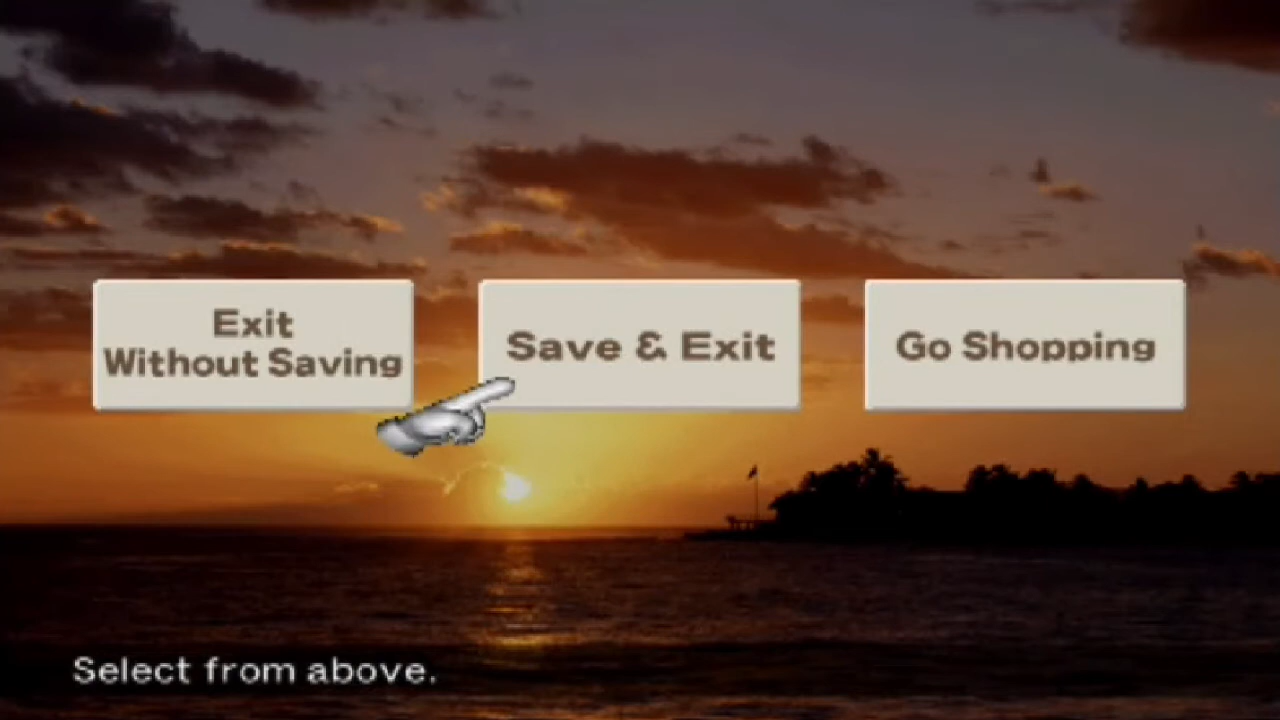 Exit
Without Saving
Save & Exit
Go Shopping
Select from above.